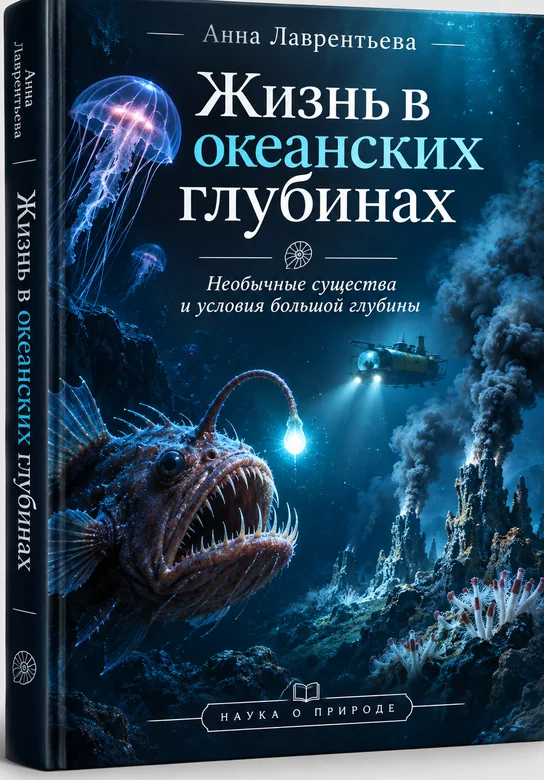 Анна Лаврентьева
Жизнь в
океанских
глубинах
Необычные существа
и условия большой глубины
НАУКА О ПРИРОДЕ
Анна
Лаврентьева
Жизнь в океанских глубинах